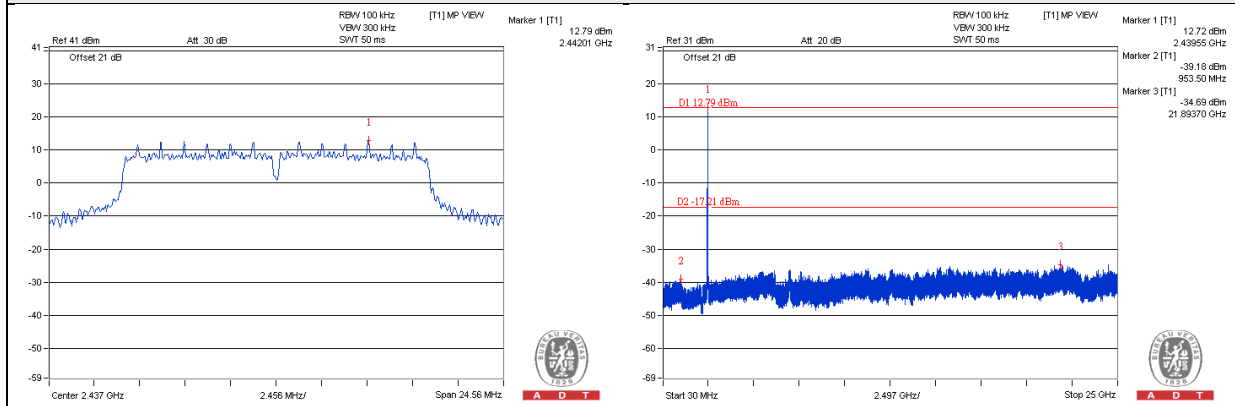 RBW 100 kHz [T1] MP VIEW
VBW 300 kHz
Ref 41 dBm Att 30 dB SWT 50 ms
Marker 1 [T1]
12.79 dBm
2.44201 GHz
41
Offset 21 dB
30
20
10
0
-10
-20
-30
-40
-50
-59
1
Center 2.437 GHz 2.456 MHz/ Span 24.56 MHz
BUREAU VERITAS
1828
A D T
RBW 100 kHz [T1] MP VIEW
VBW 300 kHz
Ref 31 dBm Att 20 dB SWT 50 ms
Marker 1 [T1]
12.72 dBm
2.43955 GHz
Marker 2 [T1]
-39.18 dBm
953.50 MHz
Marker 3 [T1]
-34.69 dBm
21.89370 GHz
31
Offset 21 dB
20
10
0
-10
-20
-30
-40
-50
-60
-69
1
D1 12.79 dBm
D2 -17.21 dBm
2
3
Start 30 MHz 2.497 GHz/ Stop 25 GHz
BUREAU VERITAS
1828
A D T